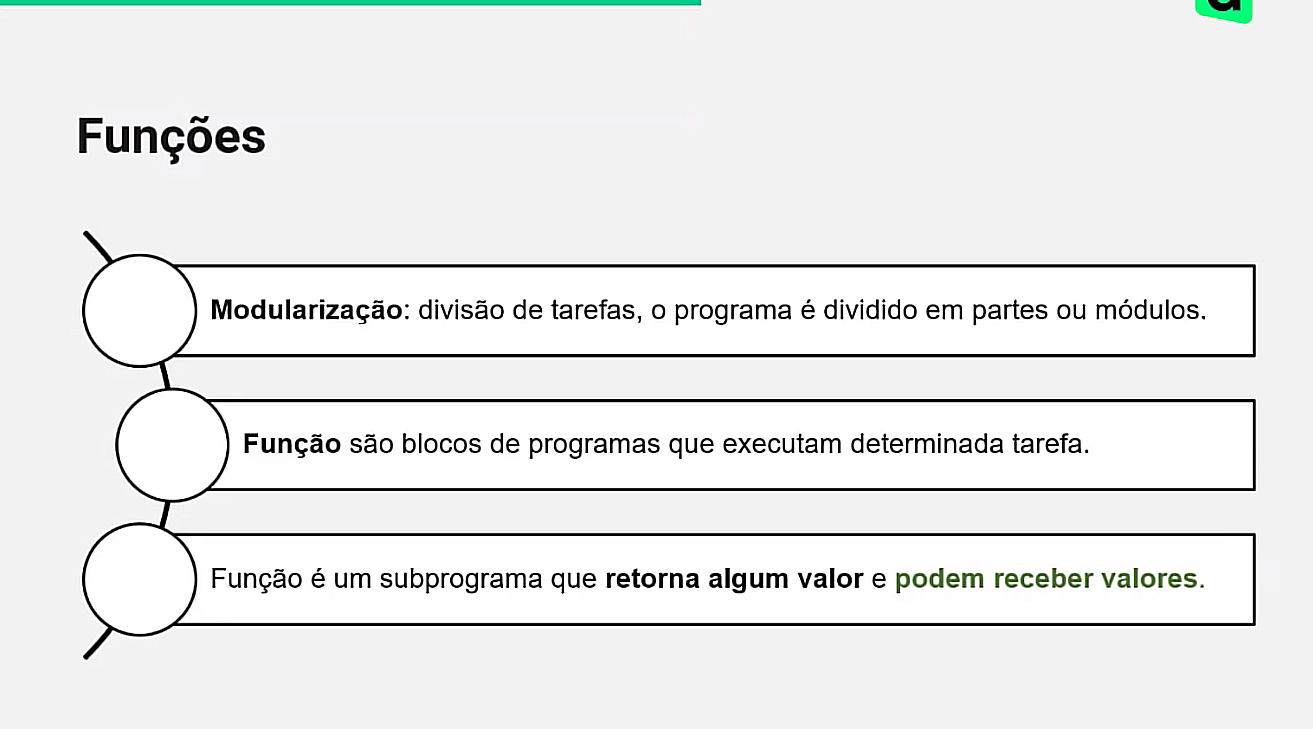 Funções
Modularização: divisão de tarefas, o programa é dividido em partes ou módulos.
Função são blocos de programas que executam determinada tarefa.
Função é um subprograma que retorna algum valor e podem receber valores.